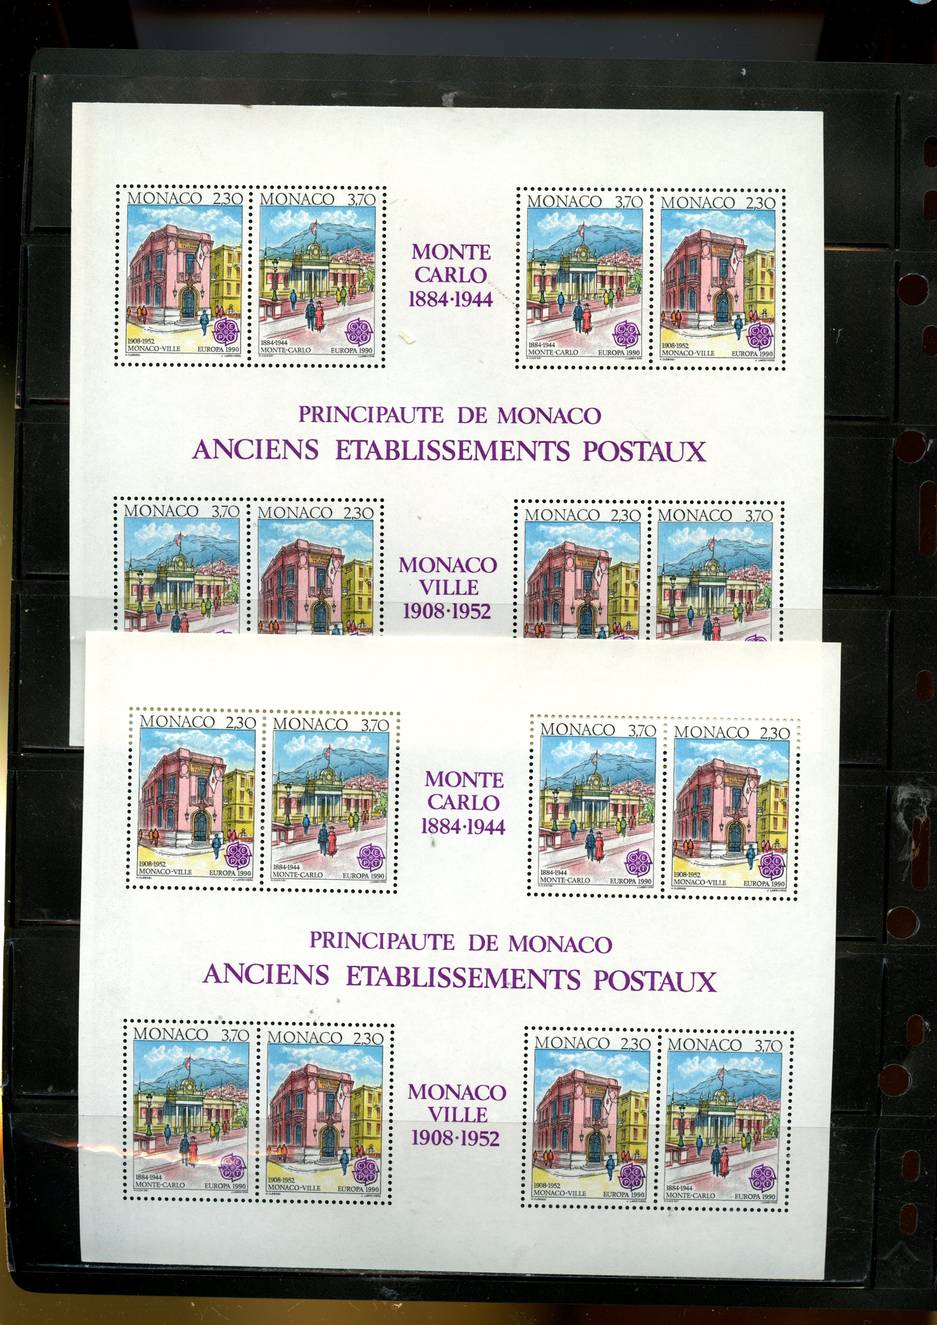 MONACO 2,30
1908-1952
MONACO-VILLE EUROPA 1990
MONACO 3,70
1884-1944
MONTE-CARLO EUROPA 1990
MONTE
CARLO
1884·1944
MONACO 3,70
1884-1944
MONTE-CARLO EUROPA 1990
MONACO 2,30
1908-1952
MONACO-VILLE EUROPA 1990
PRINCIPAUTE DE MONACO
ANCIENS ETABLISSEMENTS POSTAUX
MONACO 3,70
MONACO 2,30
MONACO
VILLE
1908·1952
MONACO 2,30
MONACO 3,70
MONACO 2,30
1908-1952
MONACO-VILLE EUROPA 1990
MONACO 3,70
1884-1944
MONTE-CARLO EUROPA 1990
MONTE
CARLO
1884·1944
MONACO 3,70
1884-1944
MONTE-CARLO EUROPA 1990
MONACO 2,30
1908-1952
MONACO-VILLE EUROPA 1990
PRINCIPAUTE DE MONACO
ANCIENS ETABLISSEMENTS POSTAUX
MONACO 3,70
1884-1944
MONTE-CARLO EUROPA 1990
MONACO 2,30
1908-1952
MONACO-VILLE EUROPA 1990
MONACO
VILLE
1908·1952
MONACO 2,30
1908-1952
MONACO-VILLE EUROPA 1990
MONACO 3,70
1884-1944
MONTE-CARLO EUROPA 1990